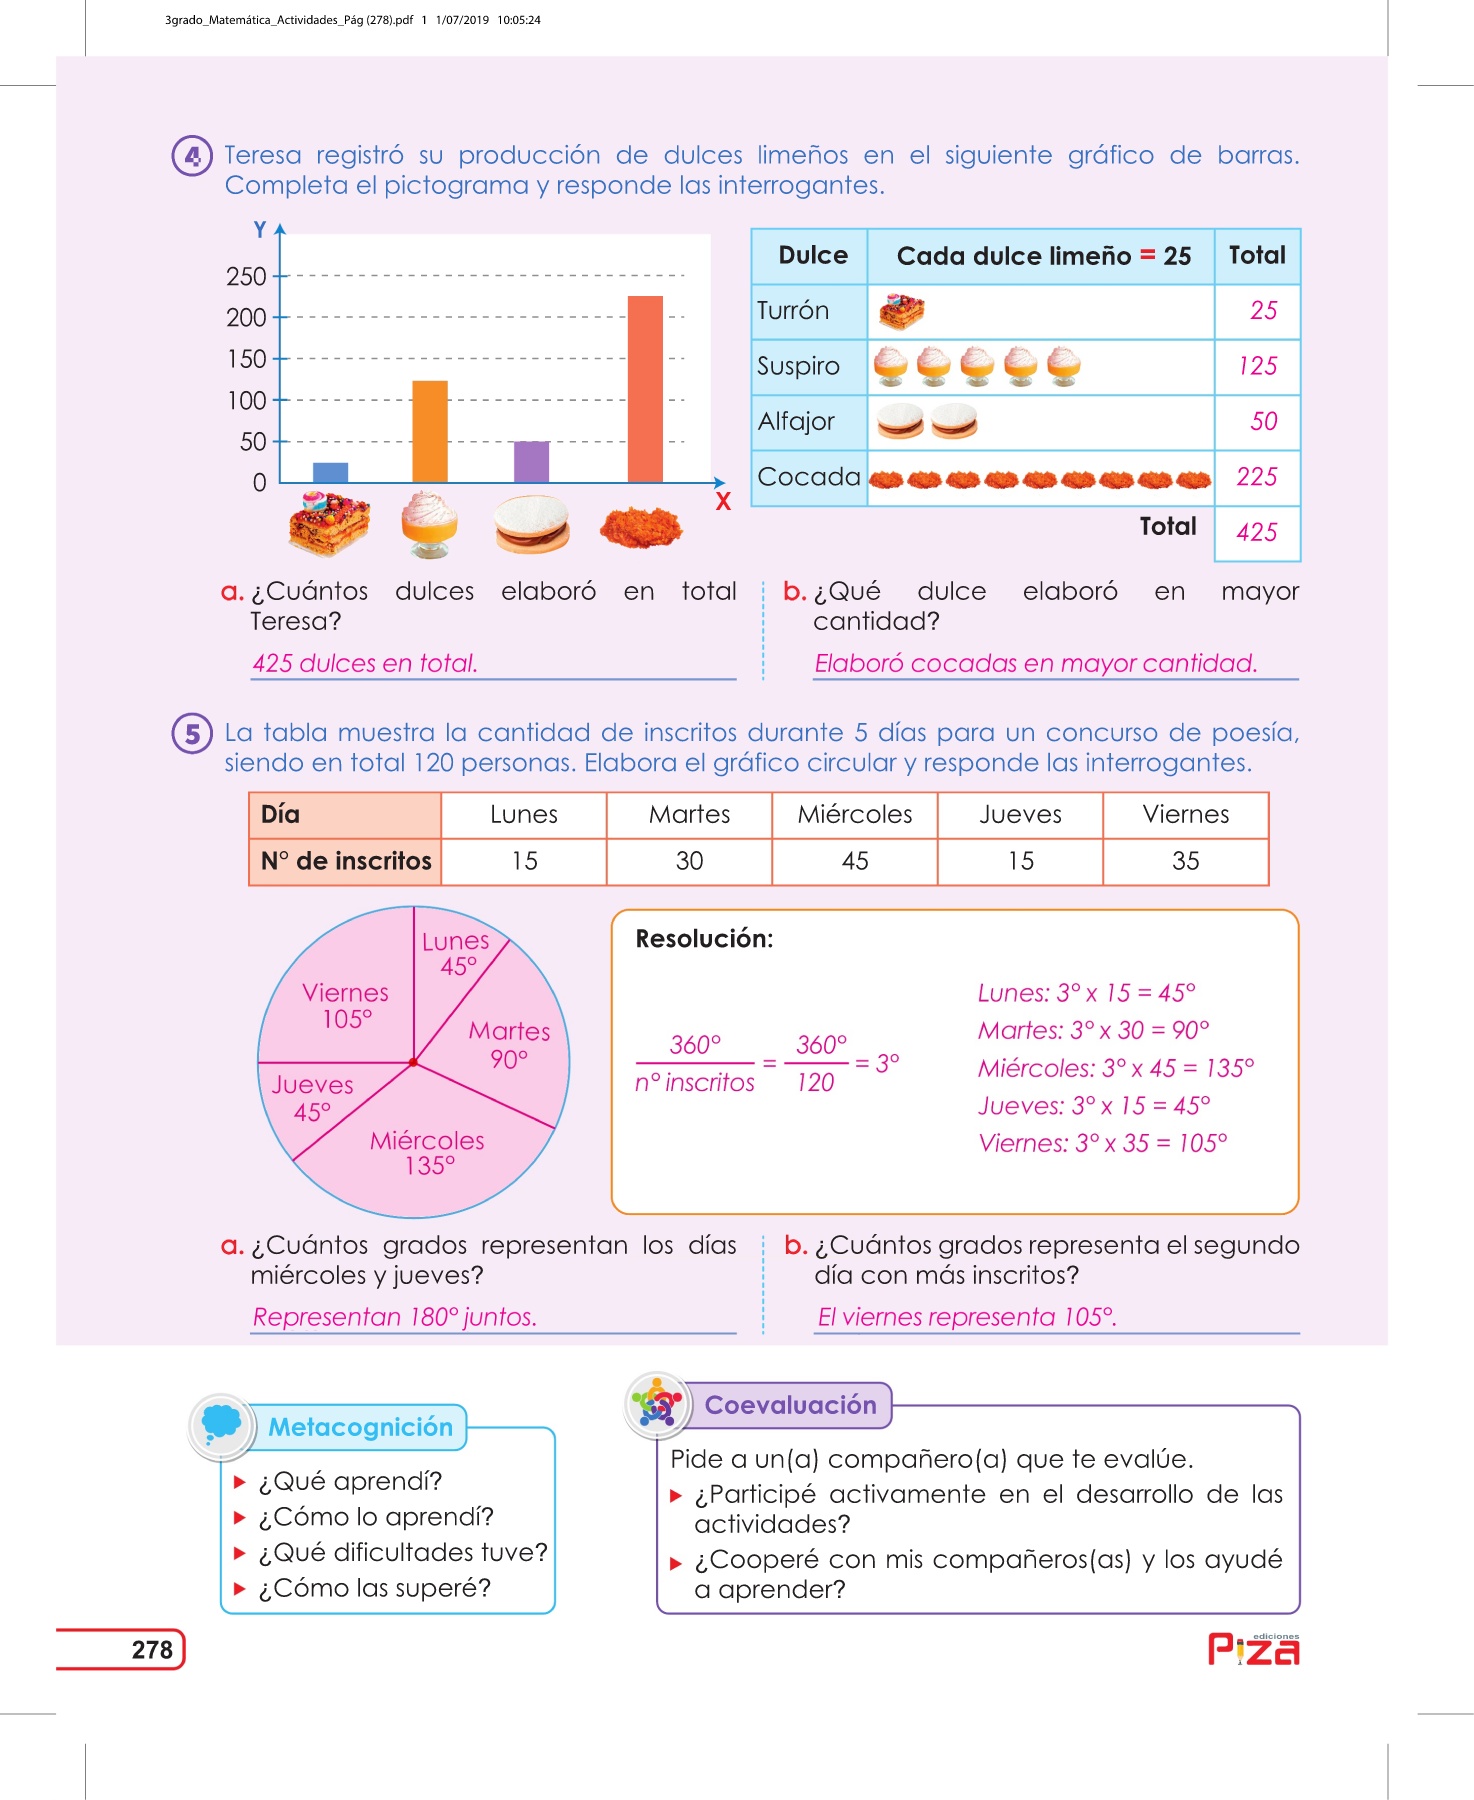 3grado_Matemática_Actividades_Pág (278).pdf 1 1/07/2019 10:05:24
4 Teresa registró su producción de dulces limeños en el siguiente gráfico de barras.
Completa el pictograma y responde las interrogantes.
Y
250
200
150
100
50
0
X
Dulce Cada dulce limeño = 25 Total
Turrón 25
Suspiro 125
Alfajor 50
Cocada 225
Total 425
a. ¿Cuántos dulces elaboró en total
Teresa?
425 dulces en total.
b. ¿Qué dulce elaboró en mayor
cantidad?
Elaboró cocadas en mayor cantidad.
5 La tabla muestra la cantidad de inscritos durante 5 días para un concurso de poesía,
siendo en total 120 personas. Elabora el gráfico circular y responde las interrogantes.
Día Lunes Martes Miércoles Jueves Viernes
N° de inscritos 15 30 45 15 35
Lunes
45°
Viernes
105°
Martes
90°
Jueves
45°
Miércoles
135°
Resolución:
360° / n° inscritos = 360° / 120 = 3°
Lunes: 3° x 15 = 45°
Martes: 3° x 30 = 90°
Miércoles: 3° x 45 = 135°
Jueves: 3° x 15 = 45°
Viernes: 3° x 35 = 105°
a. ¿Cuántos grados representan los días
miércoles y jueves?
Representan 180° juntos.
b. ¿Cuántos grados representa el segundo
día con más inscritos?
El viernes representa 105°.
Metacognición
¿Qué aprendí?
¿Cómo lo aprendí?
¿Qué dificultades tuve?
¿Cómo las superé?
Coevaluación
Pide a un(a) compañero(a) que te evalúe.
¿Participé activamente en el desarrollo de las
actividades?
¿Cooperé con mis compañeros(as) y los ayudé
a aprender?
278
ediciones
Piza